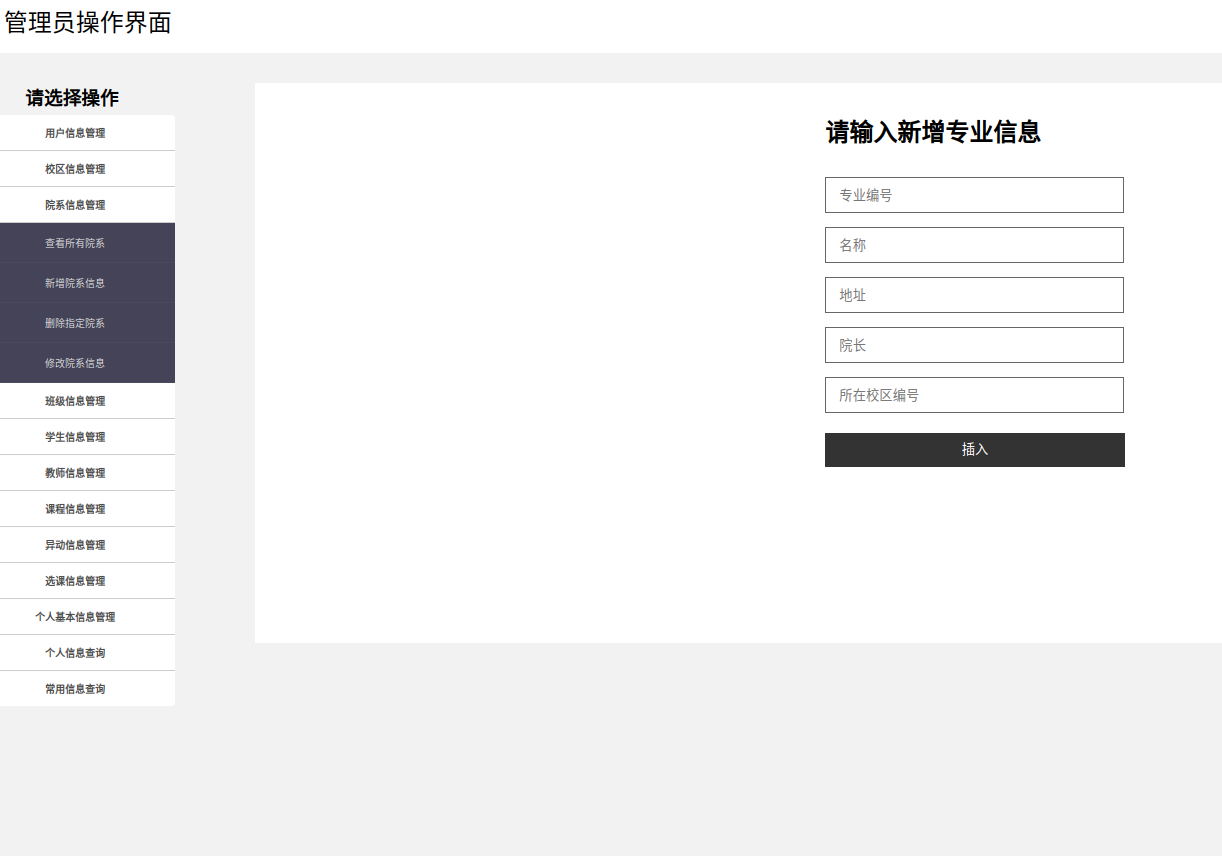 管理员操作界面
请选择操作
用户信息管理
校区信息管理
院系信息管理
查看所有院系
新增院系信息
删除指定院系
修改院系信息
班级信息管理
学生信息管理
教师信息管理
课程信息管理
异动信息管理
选课信息管理
个人基本信息管理
个人信息查询
常用信息查询
请输入新增专业信息
专业编号
名称
地址
院长
所在校区编号
插入